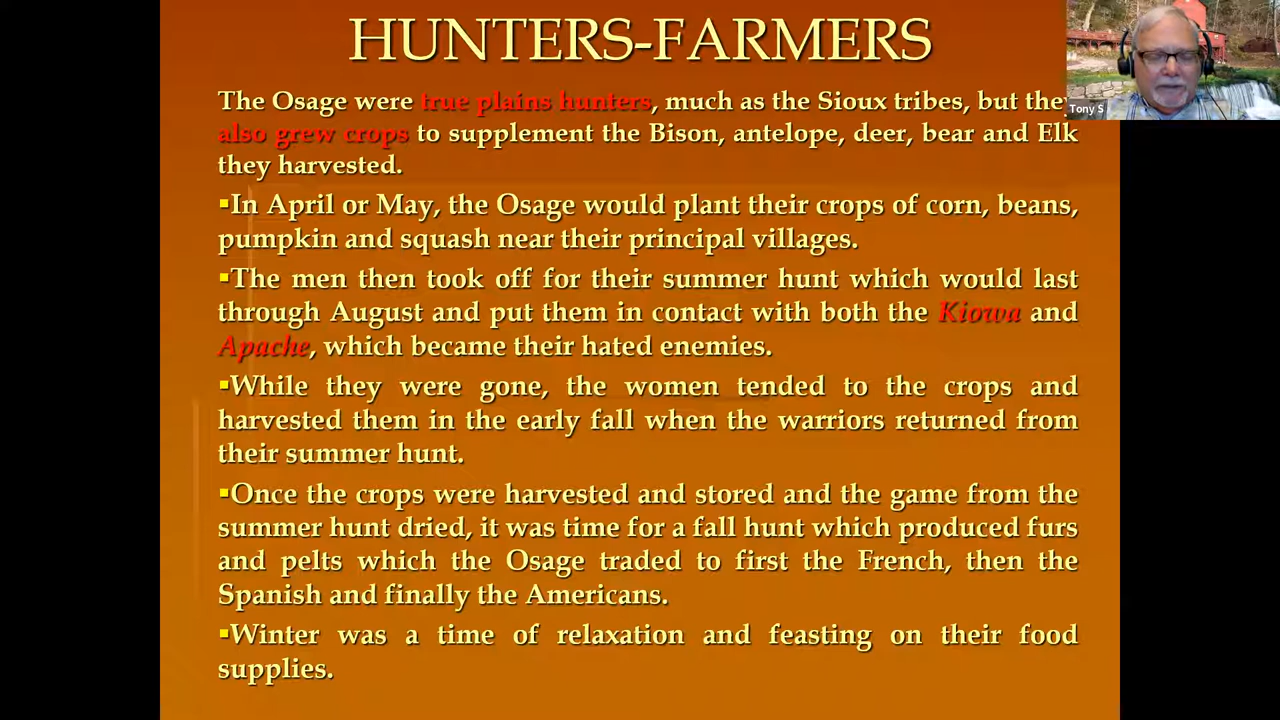 HUNTERS-FARMERS
The Osage were true plains hunters, much as the Sioux tribes, but they
also grew crops to supplement the Bison, antelope, deer, bear and Elk
they harvested.
▪In April or May, the Osage would plant their crops of corn, beans,
pumpkin and squash near their principal villages.
▪The men then took off for their summer hunt which would last
through August and put them in contact with both the Kiowa and
Apache, which became their hated enemies.
▪While they were gone, the women tended to the crops and
harvested them in the early fall when the warriors returned from
their summer hunt.
▪Once the crops were harvested and stored and the game from the
summer hunt dried, it was time for a fall hunt which produced furs
and pelts which the Osage traded to first the French, then the
Spanish and finally the Americans.
▪Winter was a time of relaxation and feasting on their food
supplies.
Tony S